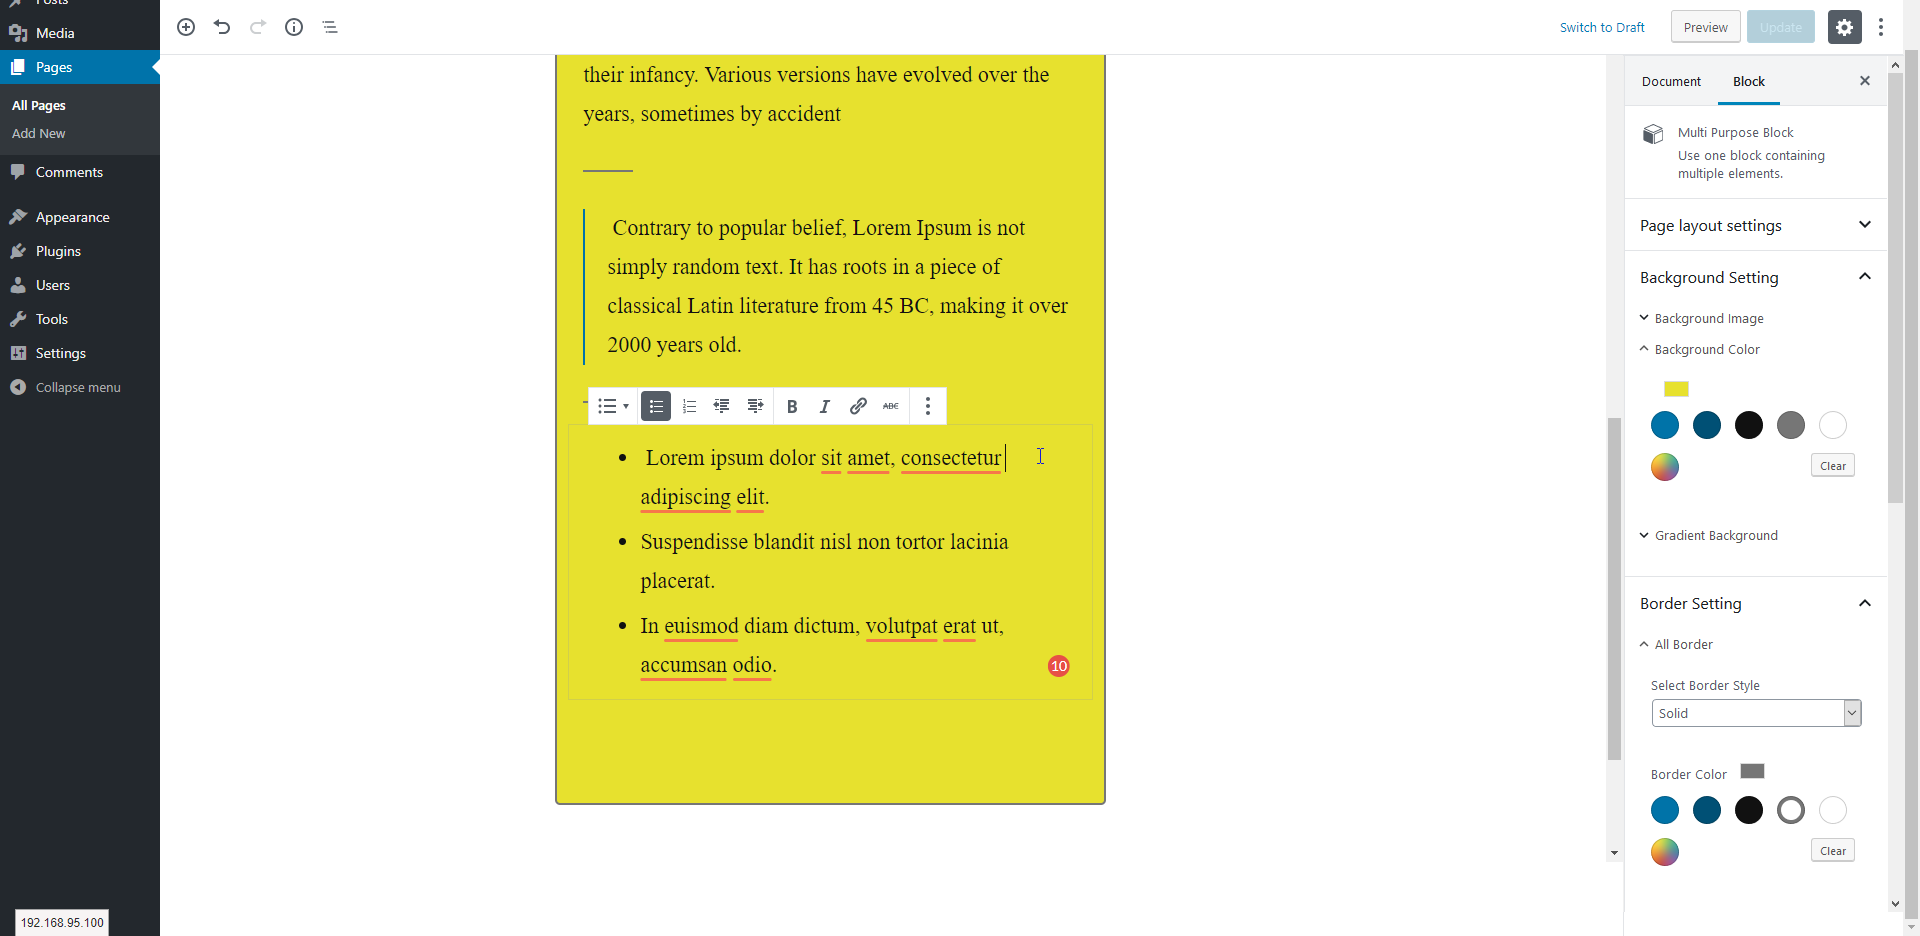 Posts
Media
Pages
All Pages
Add New
Comments
Appearance
Plugins
Users
Tools
Settings
Collapse menu
192.168.95.100
Switch to Draft
Preview
Update
their infancy. Various versions have evolved over the
years, sometimes by accident
Contrary to popular belief, Lorem Ipsum is not
simply random text. It has roots in a piece of
classical Latin literature from 45 BC, making it over
2000 years old.
B I ABC
Lorem ipsum dolor sit amet, consectetur
adipiscing elit.
Suspendisse blandit nisl non tortor lacinia
placerat.
In euismod diam dictum, volutpat erat ut,
accumsan odio.
10
Document
Block
Multi Purpose Block
Use one block containing
multiple elements.
Page layout settings
Background Setting
Background Image
Background Color
Clear
Gradient Background
Border Setting
All Border
Select Border Style
Solid
Border Color
Clear